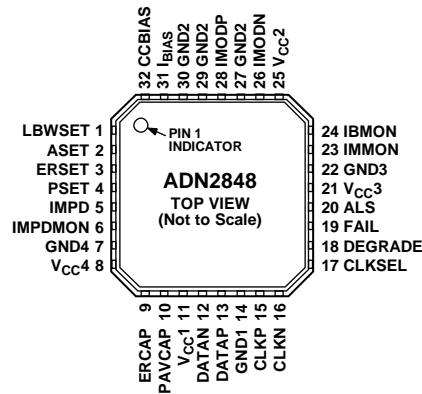 32 CCBIAS
31 IBIAS
30 GND2
29 GND2
28 IMODP
27 GND2
26 IMODN
25 VCC2
LBWSET 1
ASET 2
ERSET 3
PSET 4
IMPD 5
IMPDMON 6
GND4 7
VCC4 8
PIN 1
INDICATOR
ADN2848
TOP VIEW
(Not to Scale)
24 IBMON
23 IMMON
22 GND3
21 VCC3
20 ALS
19 FAIL
18 DEGRADE
17 CLKSEL
ERCAP 9
PAVCAP 10
VCC1 11
DATAN 12
DATAP 13
GND1 14
CLKP 15
CLKN 16